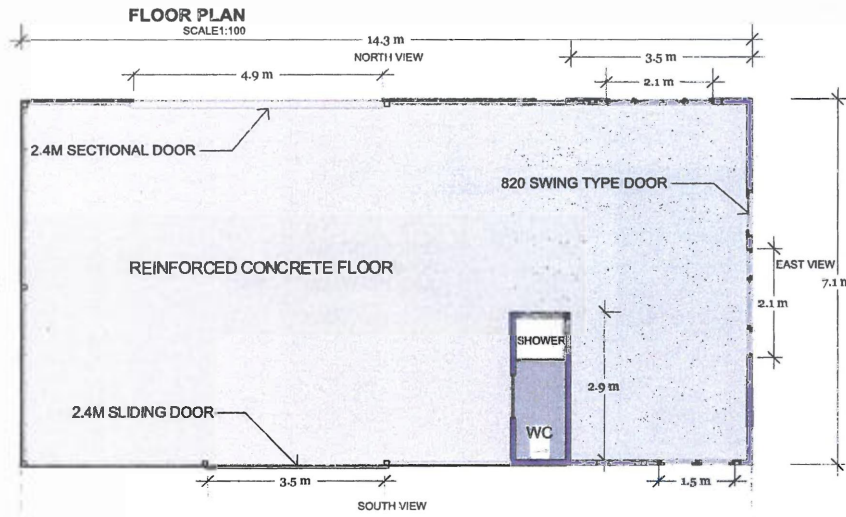 FLOOR PLAN
SCALE1:100
14.3 m
NORTH VIEW
3.5 m
4.9 m
2.1 m
2.4M SECTIONAL DOOR
820 SWING TYPE DOOR
REINFORCED CONCRETE FLOOR
EAST VIEW
7.1 m
2.1 m
SHOWER
2.9 m
2.4M SLIDING DOOR
WC
3.5 m
1.5 m
SOUTH VIEW